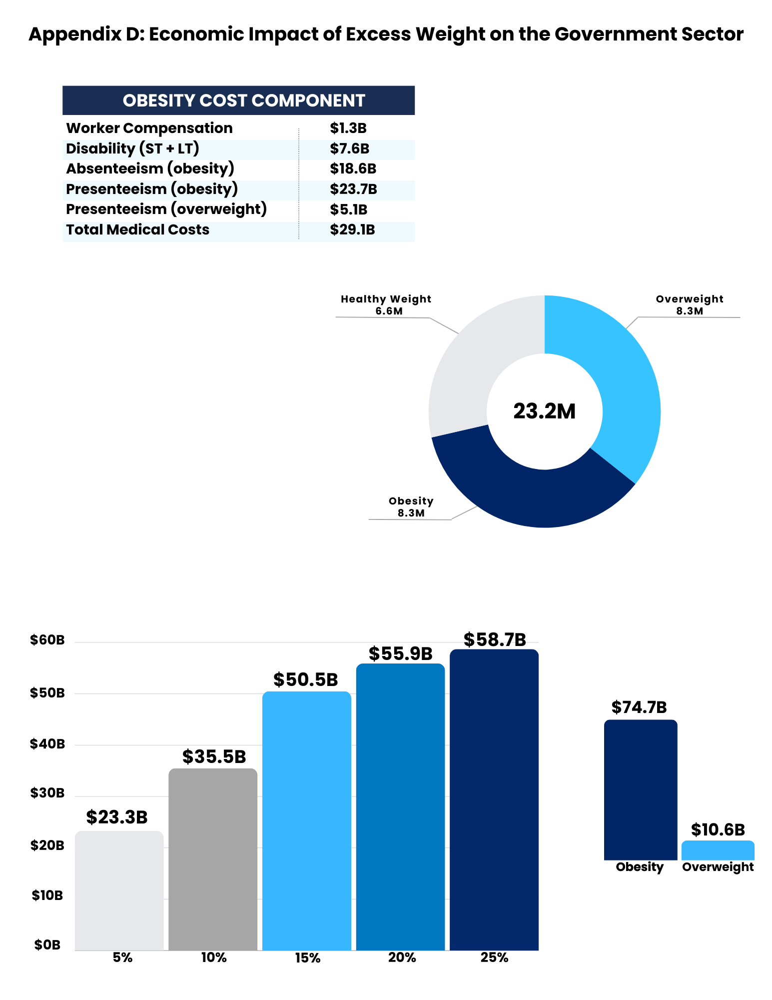 Appendix D: Economic Impact of Excess Weight on the Government Sector
OBESITY COST COMPONENT
Worker Compensation $1.3B
Disability (ST + LT) $7.6B
Absenteeism (obesity) $18.6B
Presenteeism (obesity) $23.7B
Presenteeism (overweight) $5.1B
Total Medical Costs $29.1B
Healthy Weight
6.6M
Overweight
8.3M
23.2M
Obesity
8.3M
$60B
$50B
$40B
$30B
$20B
$10B
$0B
$23.3B
$35.5B
$50.5B
$55.9B
$58.7B
5% 10% 15% 20% 25%
$74.7B
$10.6B
Obesity Overweight